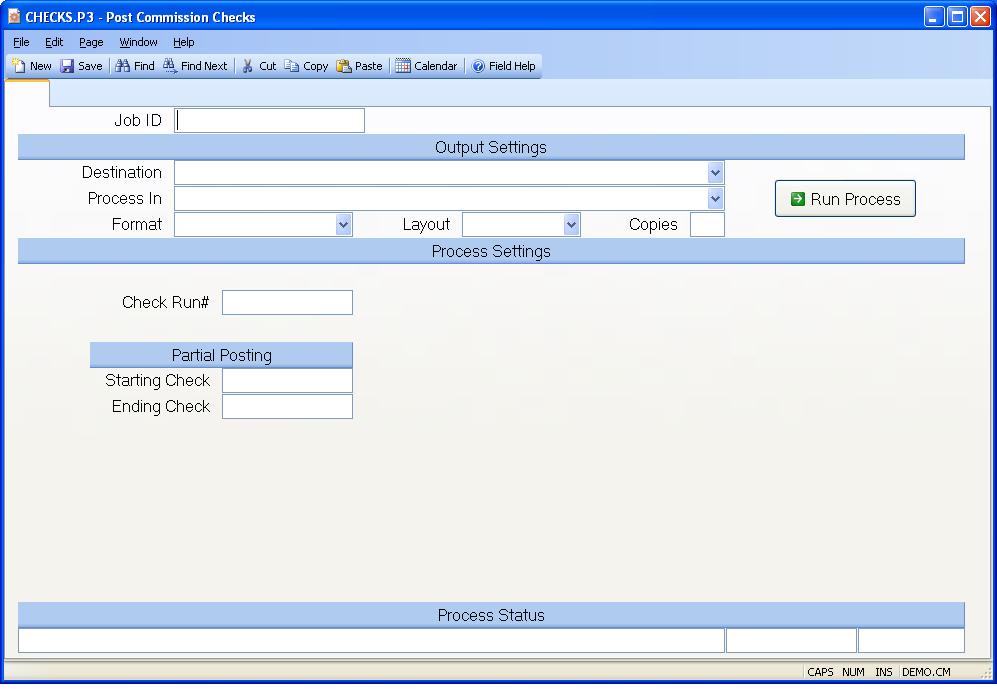 CHECKS.P3 - Post Commission Checks
File Edit Page Window Help
New Save Find Find Next Cut Copy Paste Calendar Field Help
Job ID
Output Settings
Destination
Process In
Run Process
Format Layout Copies
Process Settings
Check Run#
Partial Posting
Starting Check
Ending Check
Process Status
CAPS NUM INS DEMO.CM